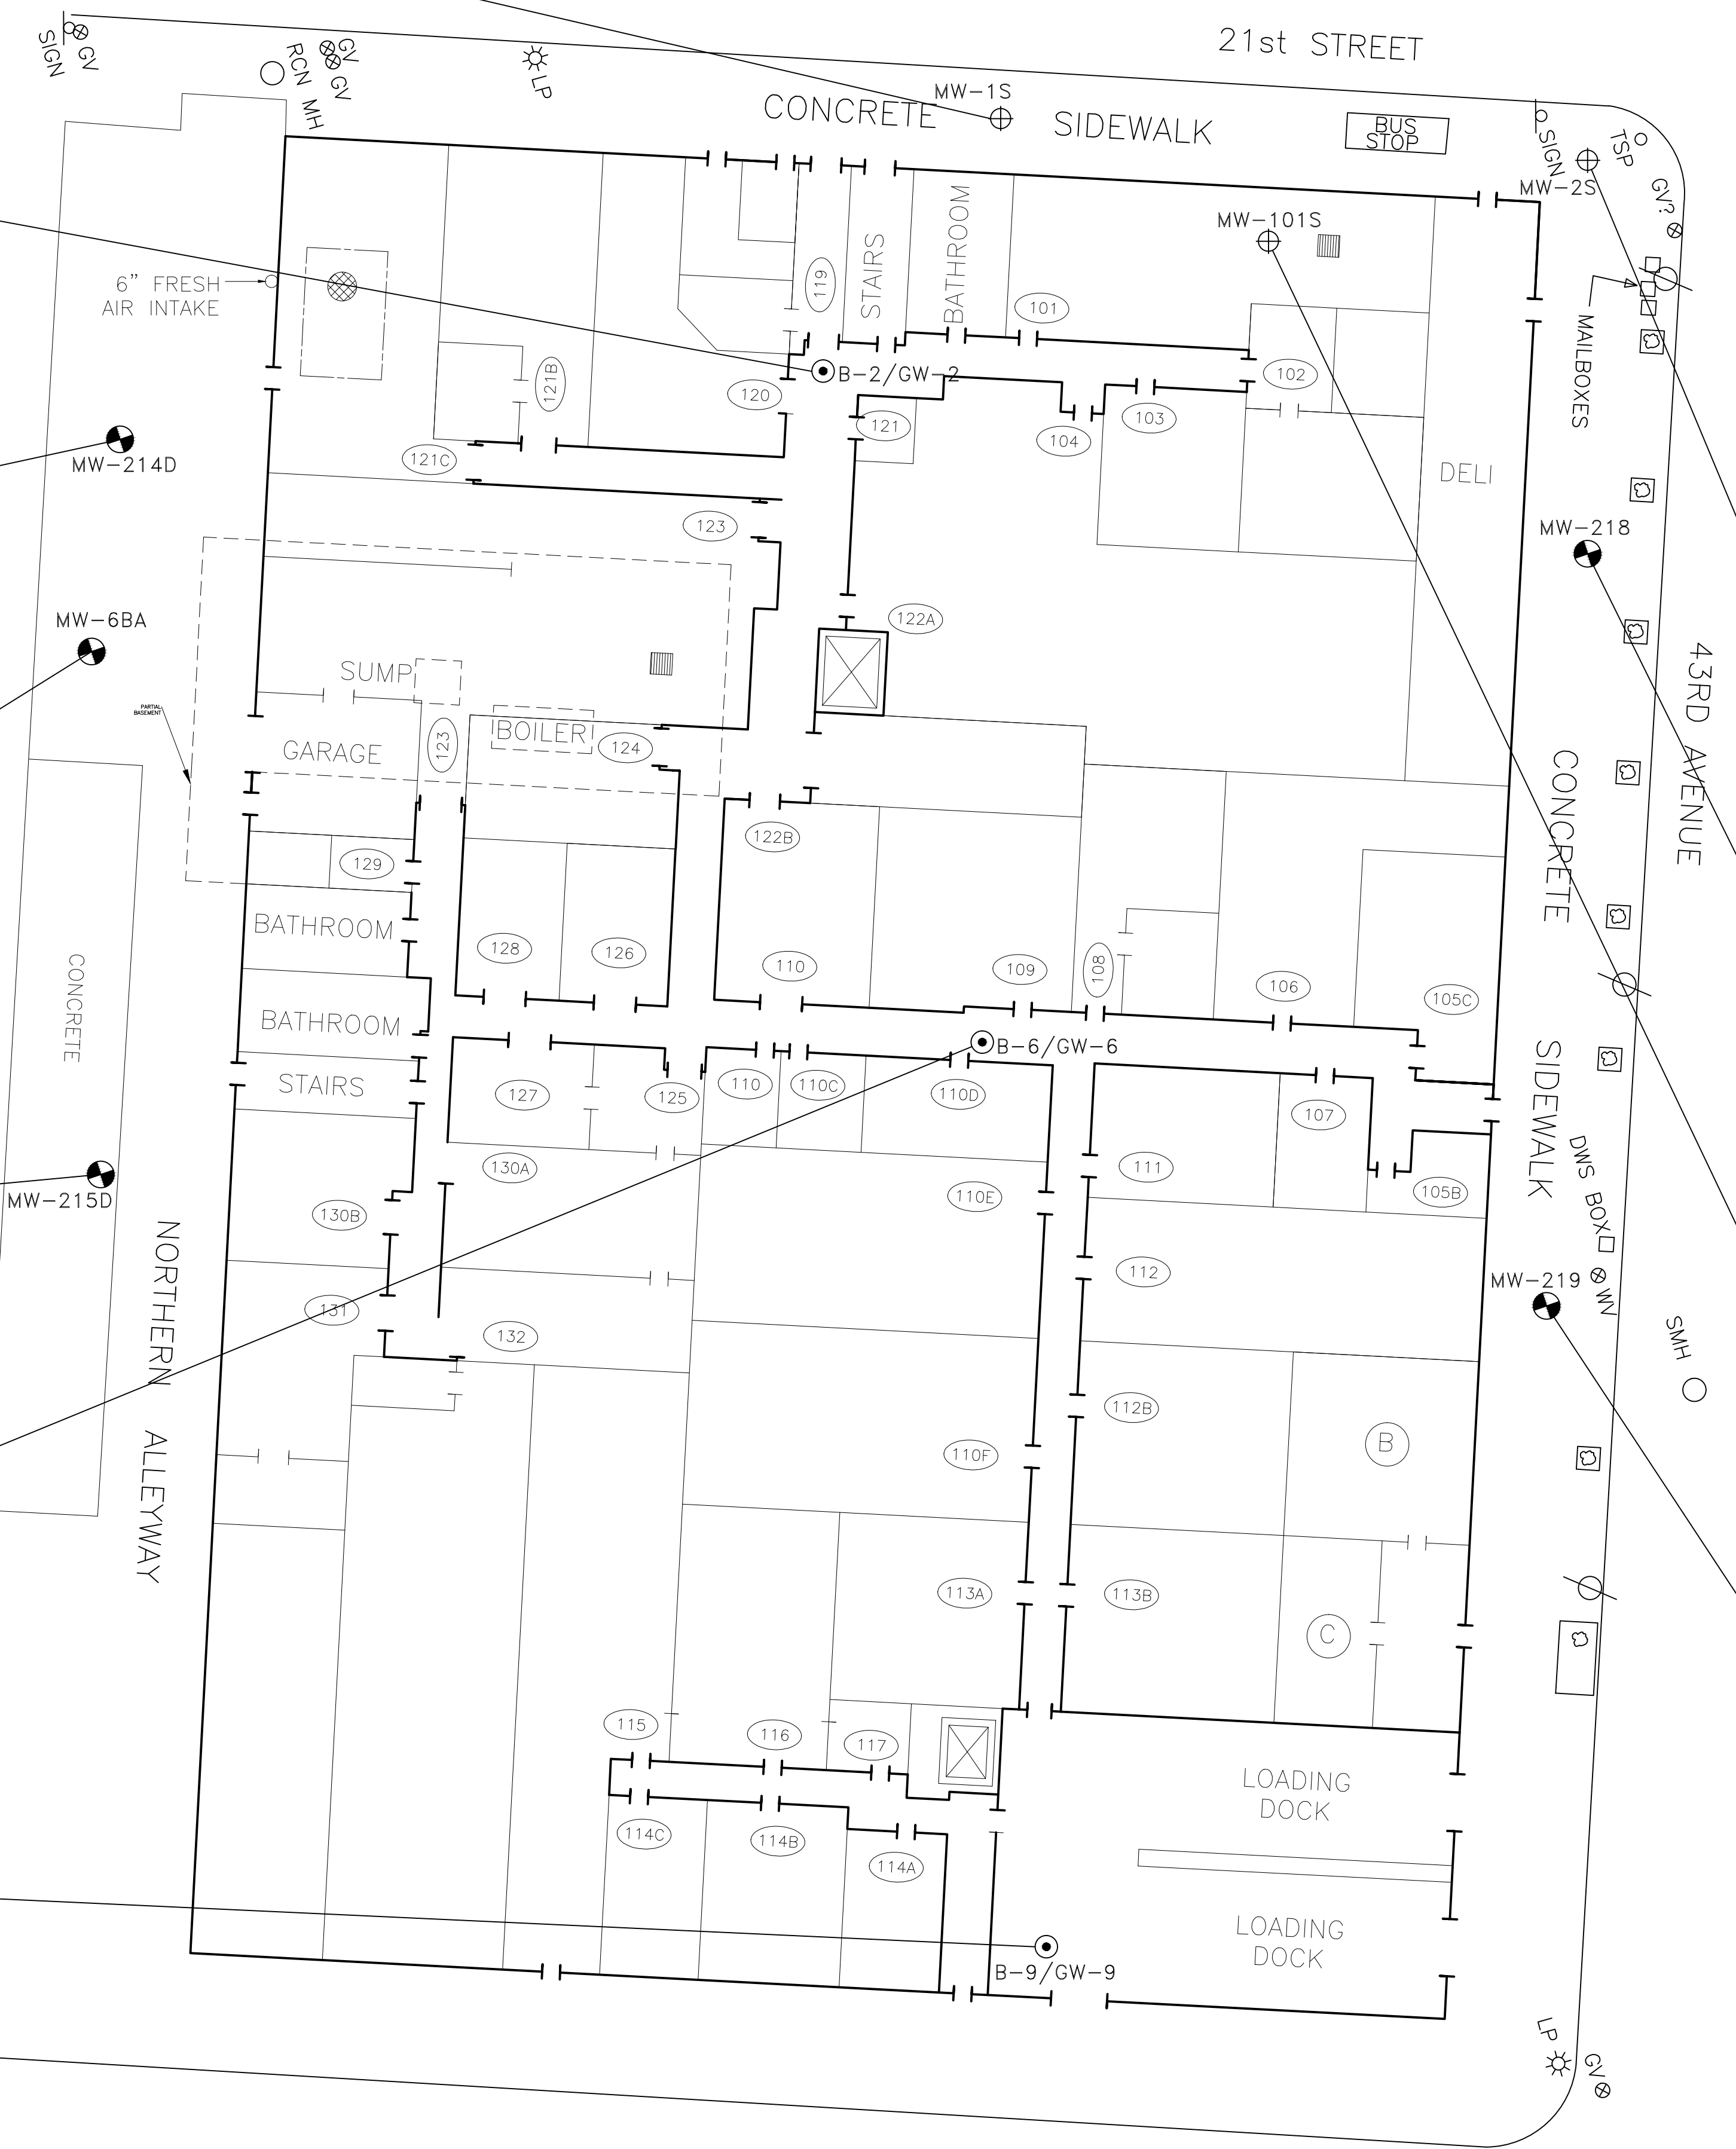 21st STREET
SIGN
GV
GV
GV
RCN MH
LP
MW-1S
CONCRETE SIDEWALK
BUS
STOP
SIGN
TSP
MW-2S
GV?
MW-101S
BATHROOM
STAIRS
119
6" FRESH
AIR INTAKE
101
MAILBOXES
B-2/GW-2
102
121B
120
103
121
104
MW-214D
121C
DELI
123
MW-218
MW-6BA
122A
43RD AVENUE
SUMP
PARTIAL
BASEMENT
BOILER
123
124
GARAGE
CONCRETE SIDEWALK
122B
129
BATHROOM
128
126
110
109
108
106
105C
CONCRETE
BATHROOM
B-6/GW-6
STAIRS
127
125
110
110C
110D
107
DWS BOX
130A
111
MW-215D
110E
105B
130B
112
MW-219
WV
131
132
SMH
NORTHERN ALLEYWAY
112B
B
110F
113A
113B
C
115
116
117
LOADING
DOCK
114C
114B
114A
LOADING
DOCK
B-9/GW-9
LP
GV